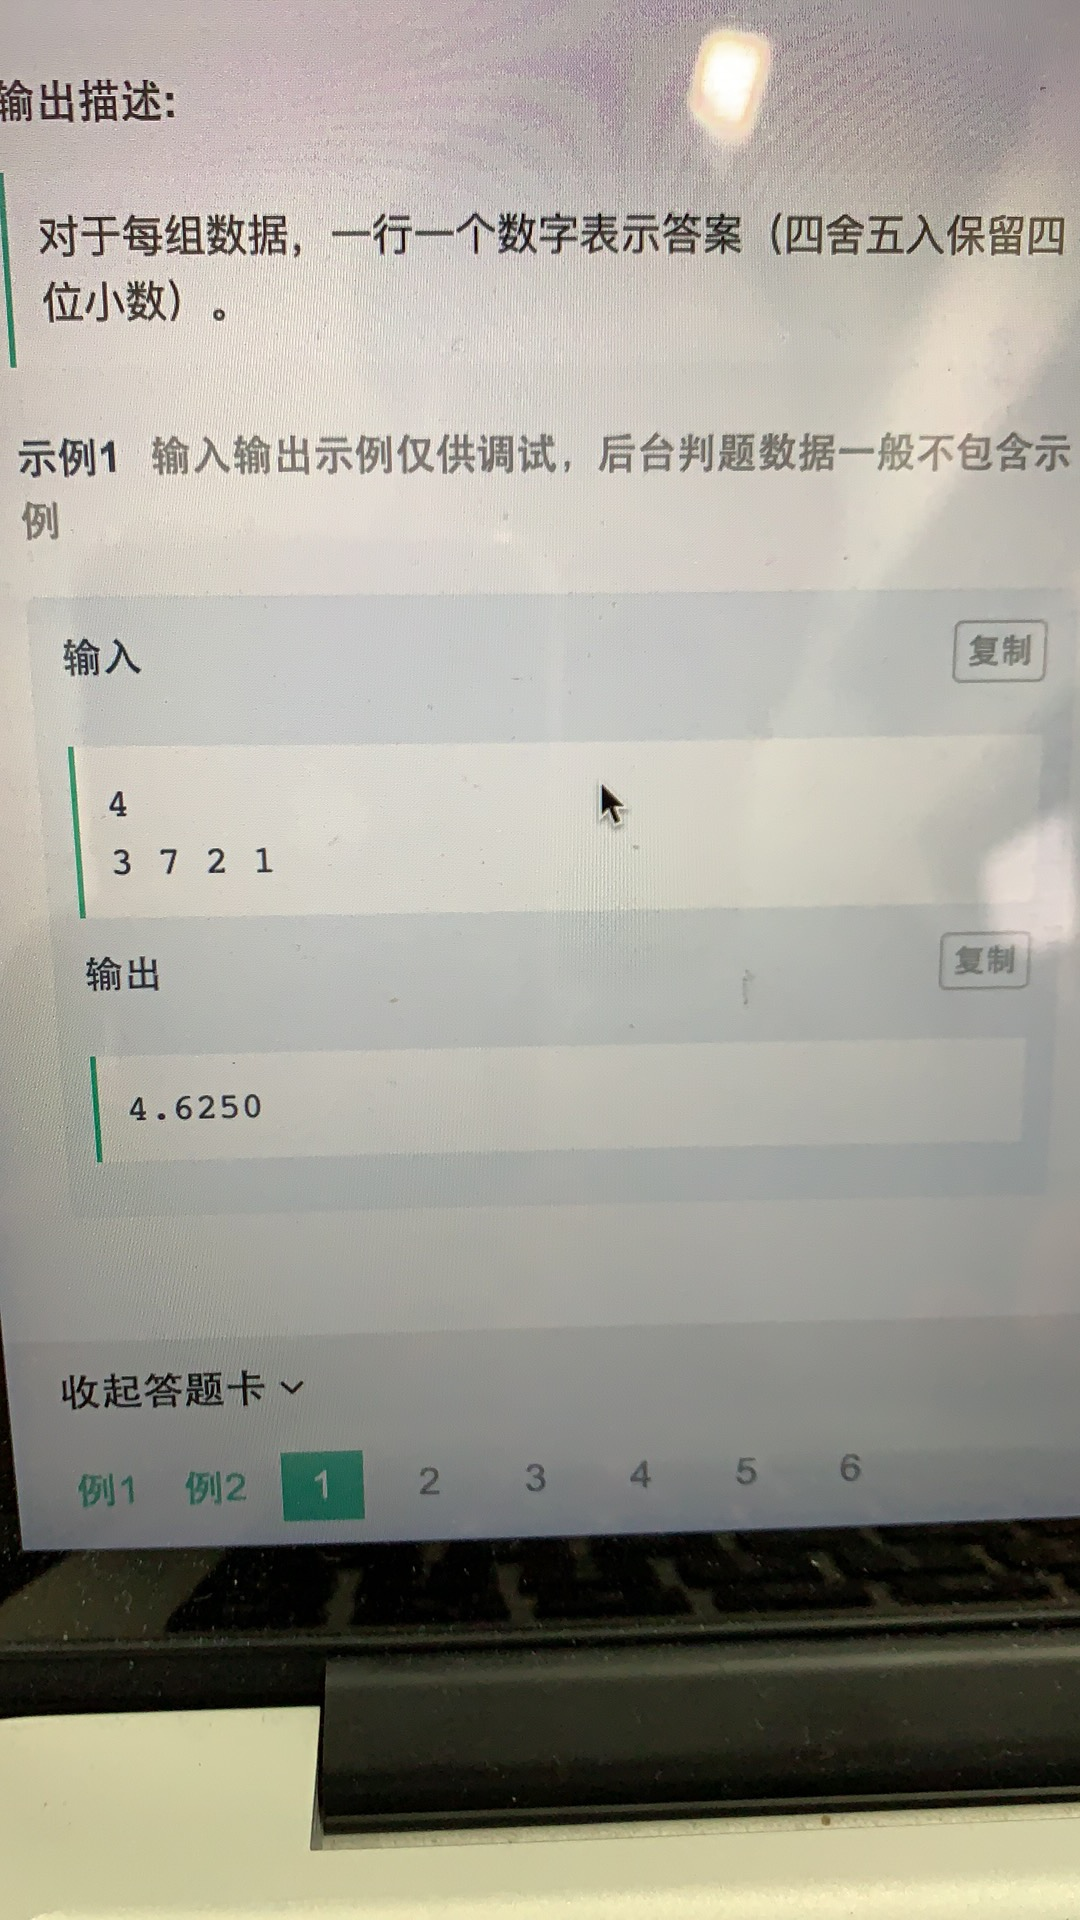 输出描述:
对于每组数据，一行一个数字表示答案（四舍五入保留四
位小数）。
示例1 输入输出示例仅供调试，后台判题数据一般不包含示
例
输入
复制
4
3 7 2 1
输出
复制
4.6250
收起答题卡
例1 例2 1 2 3 4 5 6